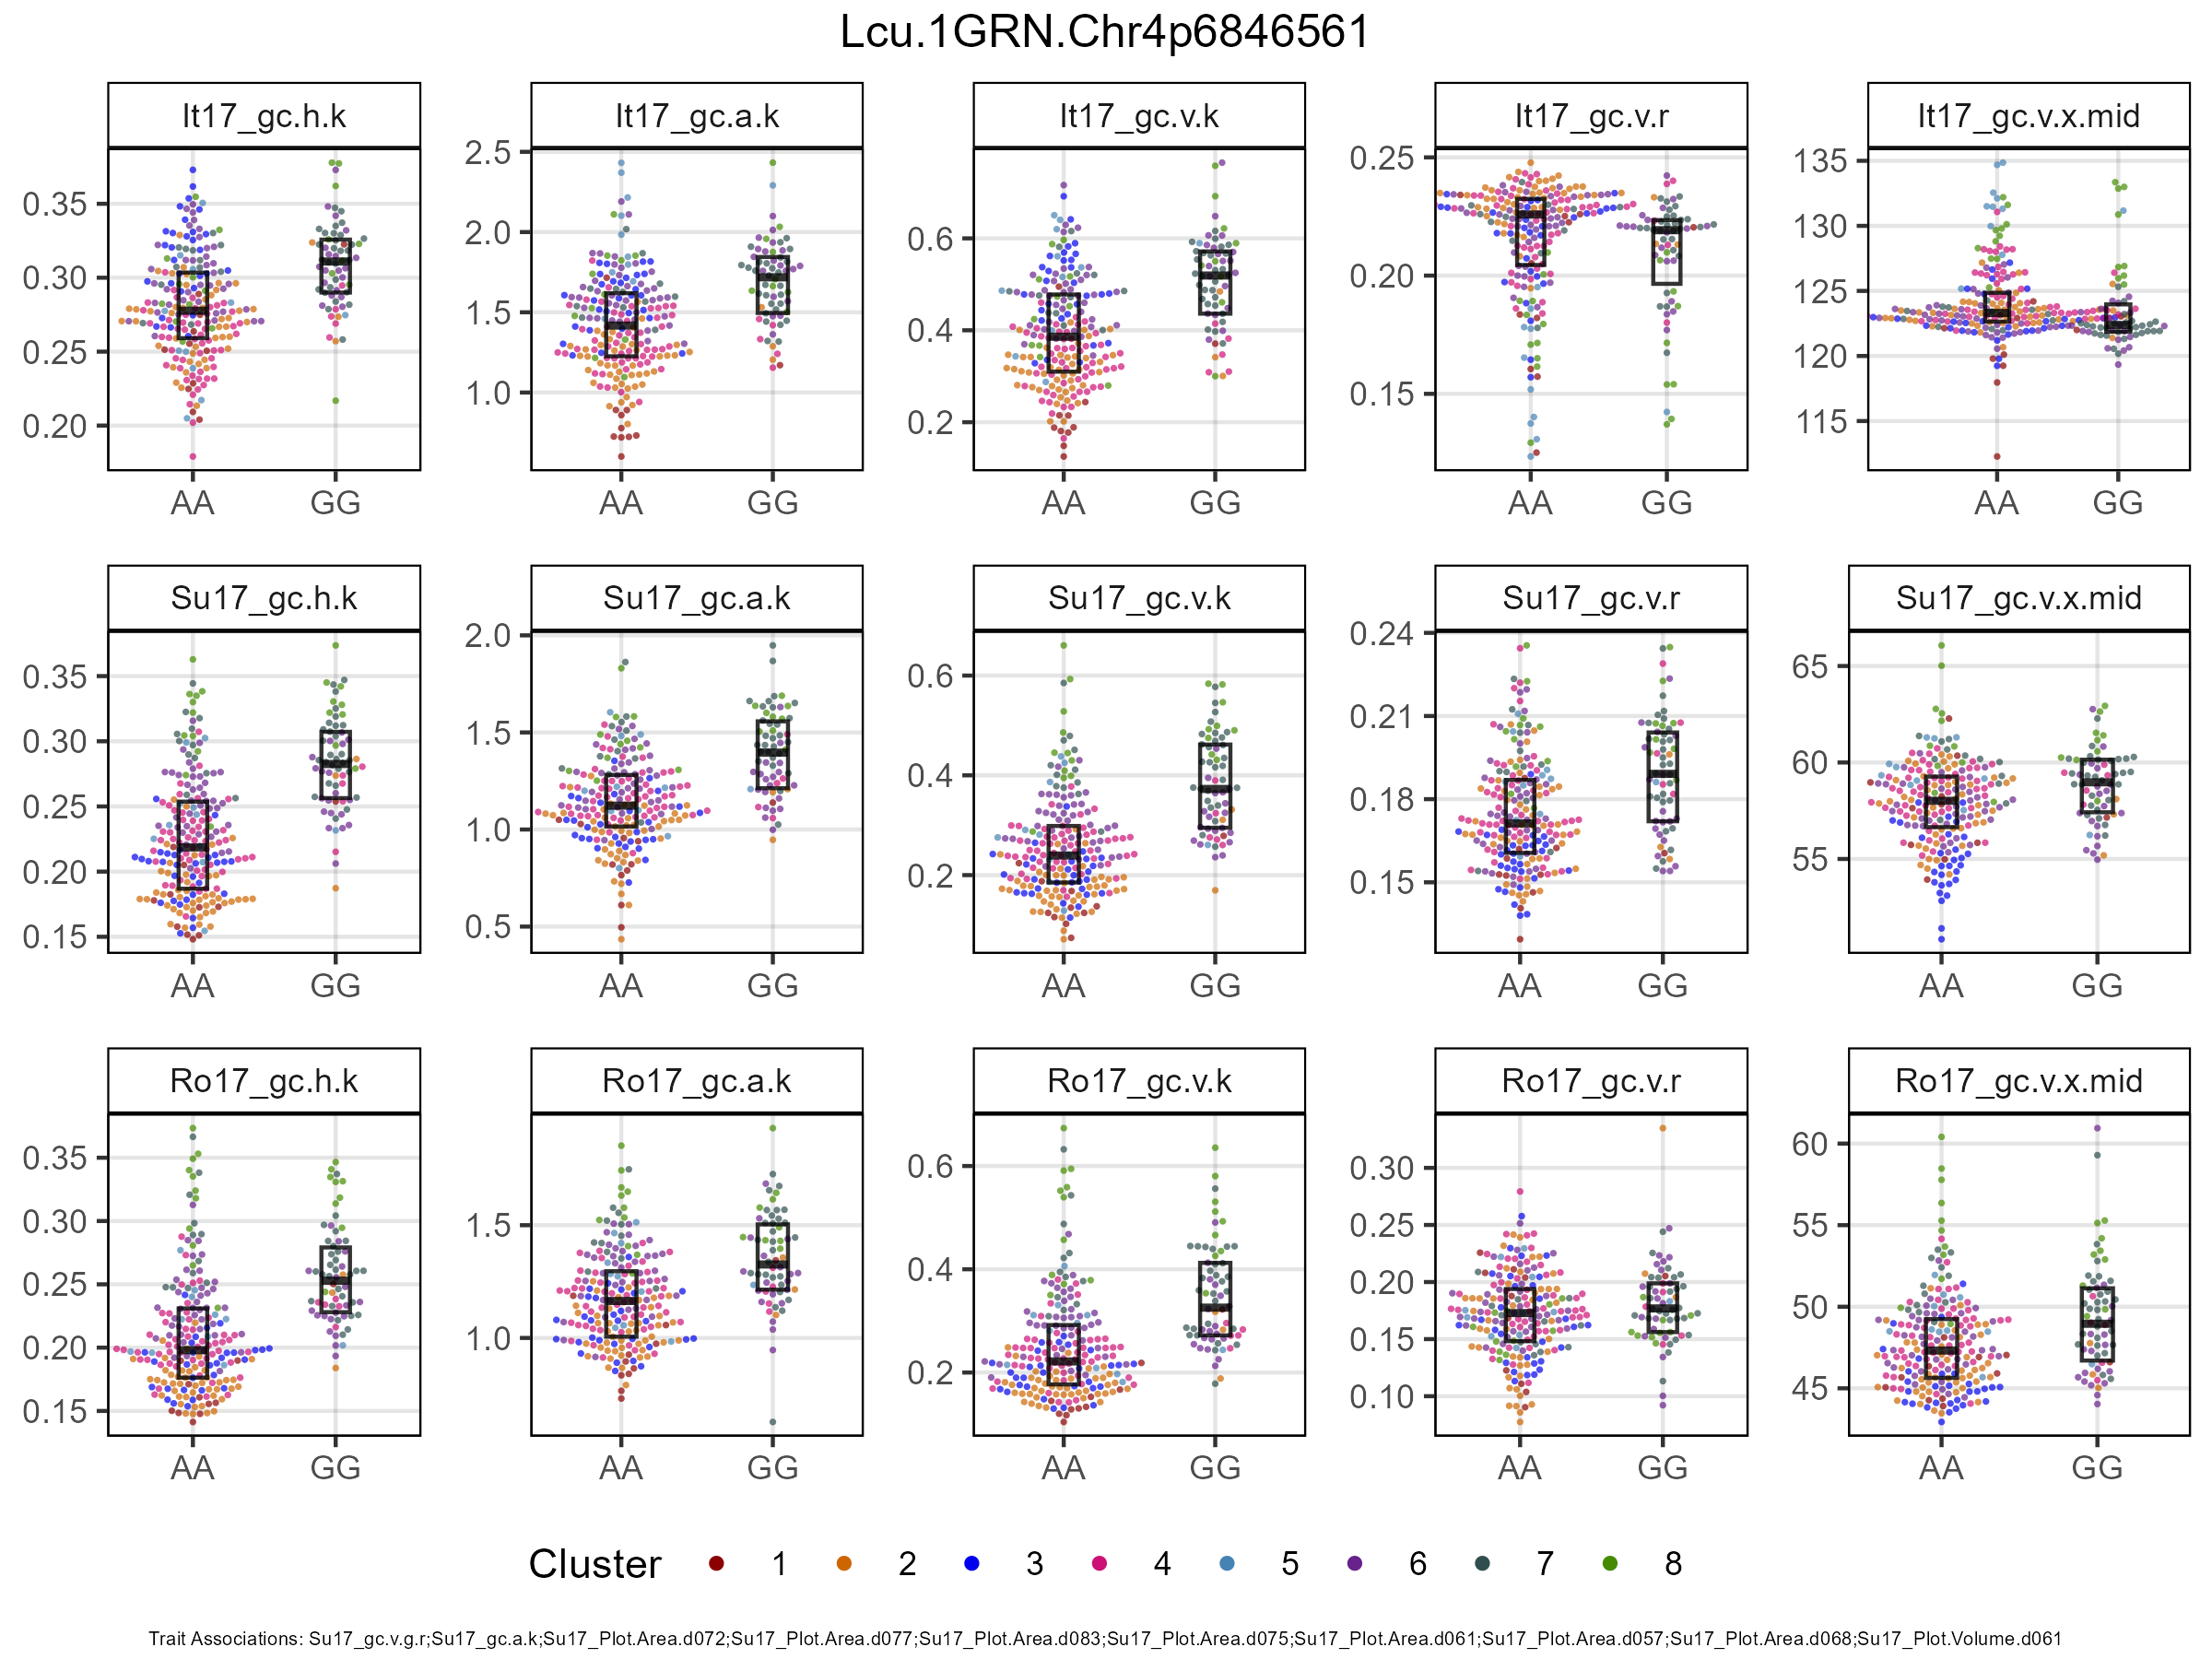 Lcu.1GRN.Chr4p6846561
It17_gc.h.k It17_gc.a.k It17_gc.v.k It17_gc.v.r It17_gc.v.x.mid
0.35 0.30 0.25 0.20 2.5 2.0 1.5 1.0 0.6 0.4 0.2 0.25 0.20 0.15 135 130 125 120 115
AA GG AA GG AA GG AA GG AA GG
Su17_gc.h.k Su17_gc.a.k Su17_gc.v.k Su17_gc.v.r Su17_gc.v.x.mid
0.35 0.30 0.25 0.20 0.15 2.0 1.5 1.0 0.5 0.6 0.4 0.2 0.24 0.21 0.18 0.15 65 60 55
AA GG AA GG AA GG AA GG AA GG
Ro17_gc.h.k Ro17_gc.a.k Ro17_gc.v.k Ro17_gc.v.r Ro17_gc.v.x.mid
0.35 0.30 0.25 0.20 0.15 1.5 1.0 0.6 0.4 0.2 0.30 0.25 0.20 0.15 0.10 60 55 50 45
AA GG AA GG AA GG AA GG AA GG
Cluster 1 2 3 4 5 6 7 8
Trait Associations: Su17_gc.v.g.r;Su17_gc.a.k;Su17_Plot.Area.d072;Su17_Plot.Area.d077;Su17_Plot.Area.d083;Su17_Plot.Area.d075;Su17_Plot.Area.d061;Su17_Plot.Area.d057;Su17_Plot.Area.d068;Su17_Plot.Volume.d061